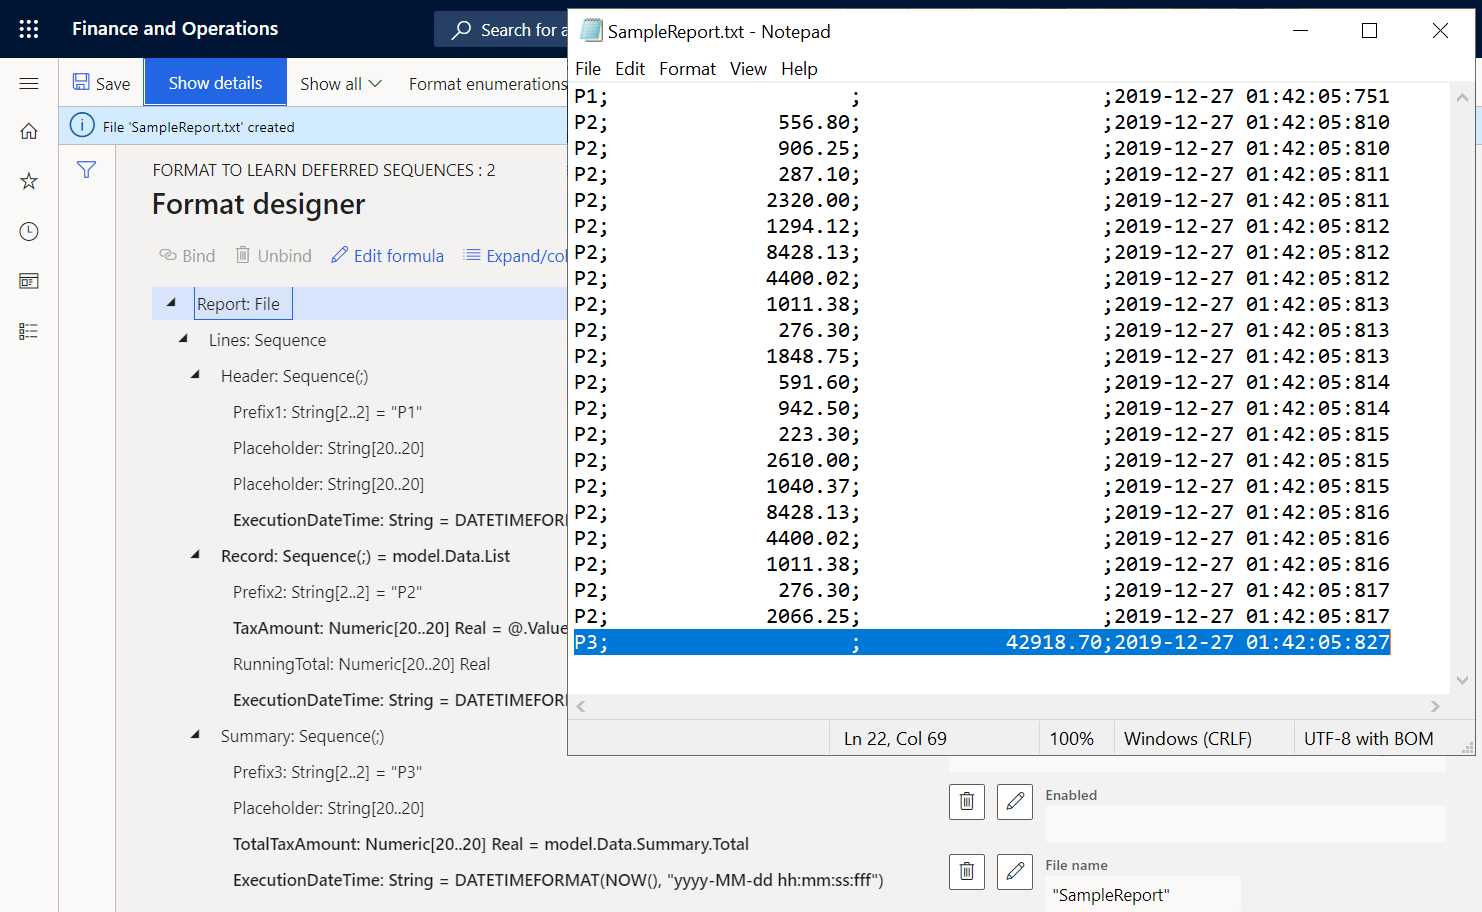 Finance and Operations
Search for a
Save
Show details
Show all
Format enumerations
File 'SampleReport.txt' created
FORMAT TO LEARN DEFERRED SEQUENCES : 2
Format designer
Bind
Unbind
Edit formula
Expand/col
Report: File
Lines: Sequence
Header: Sequence(;)
Prefix1: String[2..2] = "P1"
Placeholder: String[20..20]
Placeholder: String[20..20]
ExecutionDateTime: String = DATETIMEFOR
Record: Sequence(;) = model.Data.List
Prefix2: String[2..2] = "P2"
TaxAmount: Numeric[20..20] Real = @.Value
RunningTotal: Numeric[20..20] Real
ExecutionDateTime: String = DATETIMEFOR
Summary: Sequence(;)
Prefix3: String[2..2] = "P3"
Placeholder: String[20..20]
TotalTaxAmount: Numeric[20..20] Real = model.Data.Summary.Total
ExecutionDateTime: String = DATETIMEFORMAT(NOW(), "yyyy-MM-dd hh:mm:ss:fff")
SampleReport.txt - Notepad
File Edit Format View Help
P1; ; ;2019-12-27 01:42:05:751
P2; 556.80; ;2019-12-27 01:42:05:810
P2; 906.25; ;2019-12-27 01:42:05:810
P2; 287.10; ;2019-12-27 01:42:05:811
P2; 2320.00; ;2019-12-27 01:42:05:811
P2; 1294.12; ;2019-12-27 01:42:05:812
P2; 8428.13; ;2019-12-27 01:42:05:812
P2; 4400.02; ;2019-12-27 01:42:05:812
P2; 1011.38; ;2019-12-27 01:42:05:813
P2; 276.30; ;2019-12-27 01:42:05:813
P2; 1848.75; ;2019-12-27 01:42:05:813
P2; 591.60; ;2019-12-27 01:42:05:814
P2; 942.50; ;2019-12-27 01:42:05:814
P2; 223.30; ;2019-12-27 01:42:05:815
P2; 2610.00; ;2019-12-27 01:42:05:815
P2; 1040.37; ;2019-12-27 01:42:05:815
P2; 8428.13; ;2019-12-27 01:42:05:816
P2; 4400.02; ;2019-12-27 01:42:05:816
P2; 1011.38; ;2019-12-27 01:42:05:816
P2; 276.30; ;2019-12-27 01:42:05:817
P2; 2066.25; ;2019-12-27 01:42:05:817
P3; ; 42918.70;2019-12-27 01:42:05:827
Ln 22, Col 69
100%
Windows (CRLF)
UTF-8 with BOM
Enabled
File name
"SampleReport"